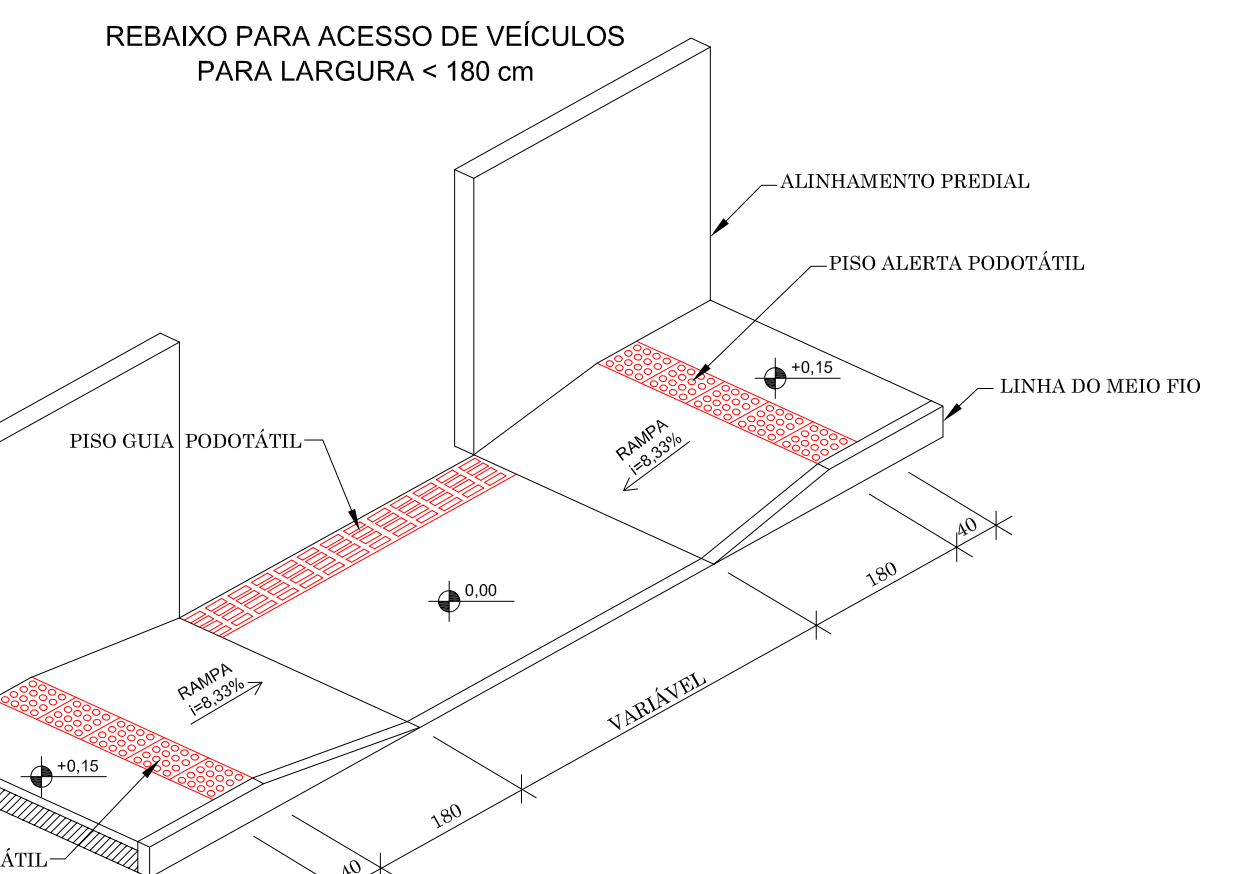 REBAIXO PARA ACESSO DE VEÍCULOS
PARA LARGURA < 180 cm
ALINHAMENTO PREDIAL
PISO ALERTA PODOTÁTIL
+0,15
LINHA DO MEIO FIO
PISO GUIA PODOTÁTIL
RAMPA
i=8,33%
40
180
0,00
RAMPA
i=8,33%
VARIÁVEL
+0,15
180
ÁTIL
40